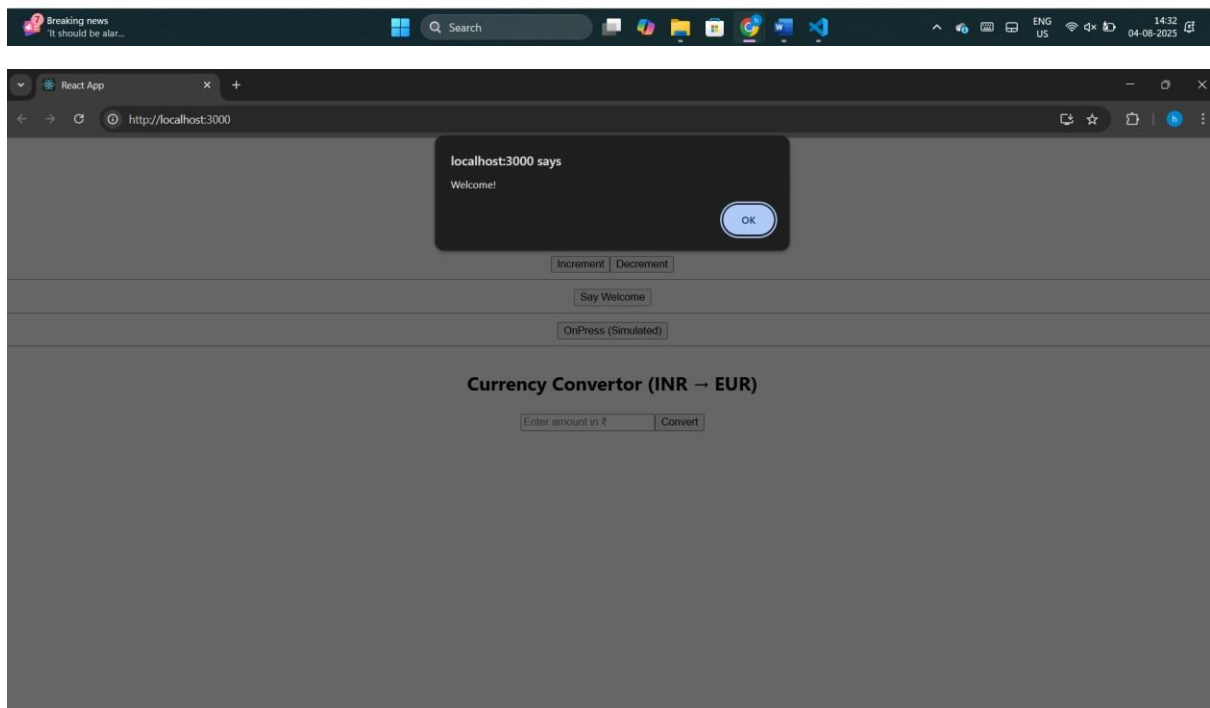 7
Breaking news
'It should be alar...
Search
ENG
US
14:32
04-08-2025
React App
http://localhost:3000
h
localhost:3000 says
Welcome!
OK
Increment Decrement
Say Welcome
OnPress (Simulated)
Currency Convertor (INR → EUR)
Enter amount in ₹ Convert